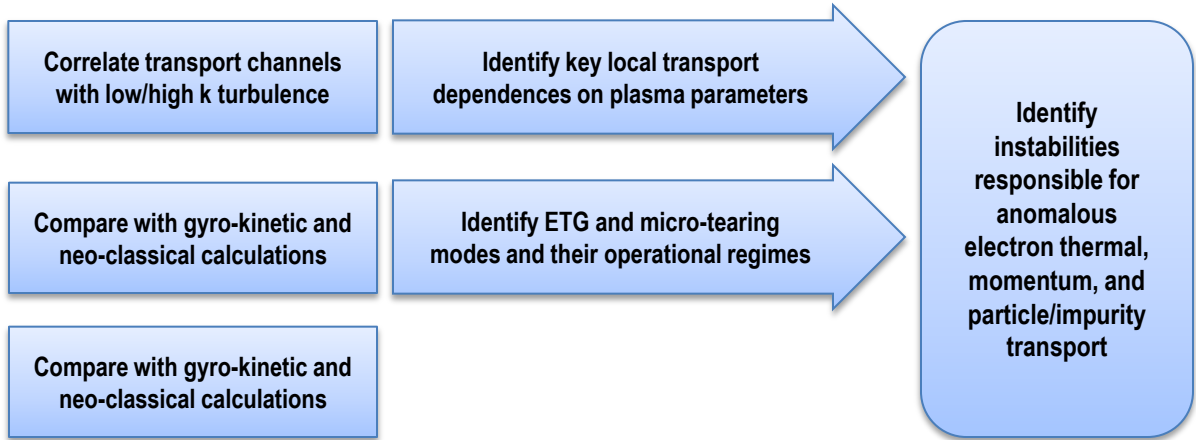 Correlate transport channels
with low/high k turbulence
Identify key local transport
dependences on plasma parameters
Compare with gyro-kinetic and
neo-classical calculations
Identify ETG and micro-tearing
modes and their operational regimes
Compare with gyro-kinetic and
neo-classical calculations
Identify
instabilities
responsible for
anomalous
electron thermal,
momentum, and
particle/impurity
transport